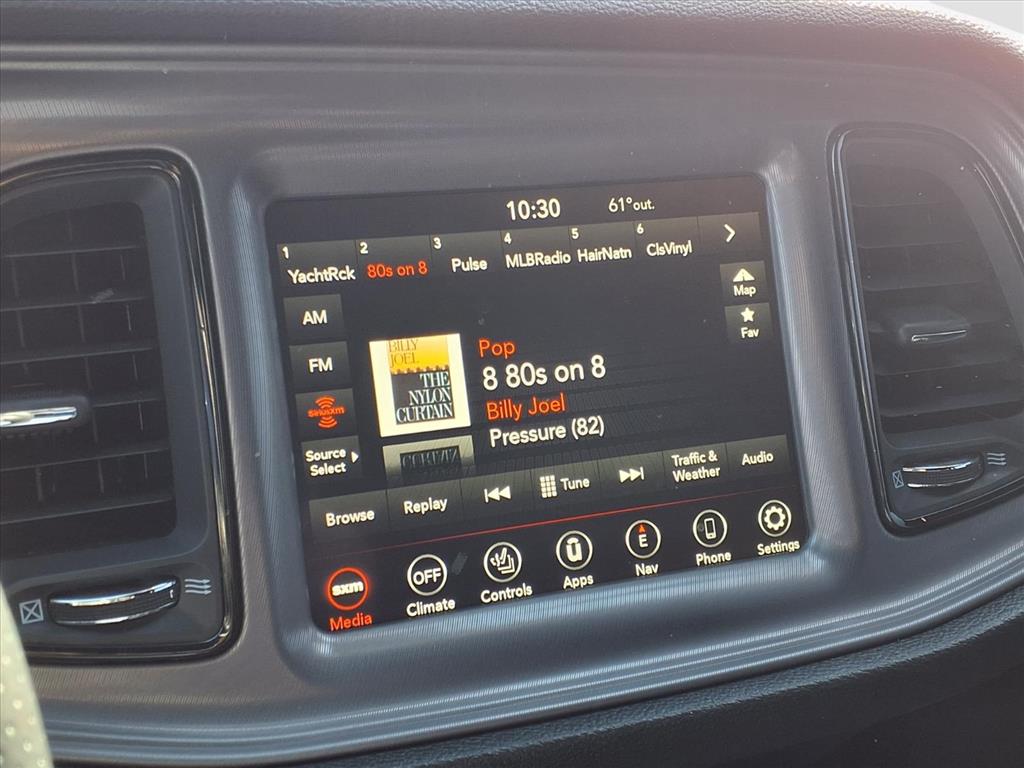 10:30
61°out.
1 YachtRck
2 80s on 8
3 Pulse
4 MLBRadio
5 HairNatn
6 ClsVinyl
Map
AM
Fav
FM
BILLY
JOEL
THE
NYLON
CURTAIN
Pop
8 80s on 8
Billy Joel
Pressure (82)
SiriusXM
Source
Select
CURTAIN
Browse
Replay
Tune
Traffic &
Weather
Audio
sxm
Media
OFF
Climate
Controls
Apps
E
Nav
Phone
Settings